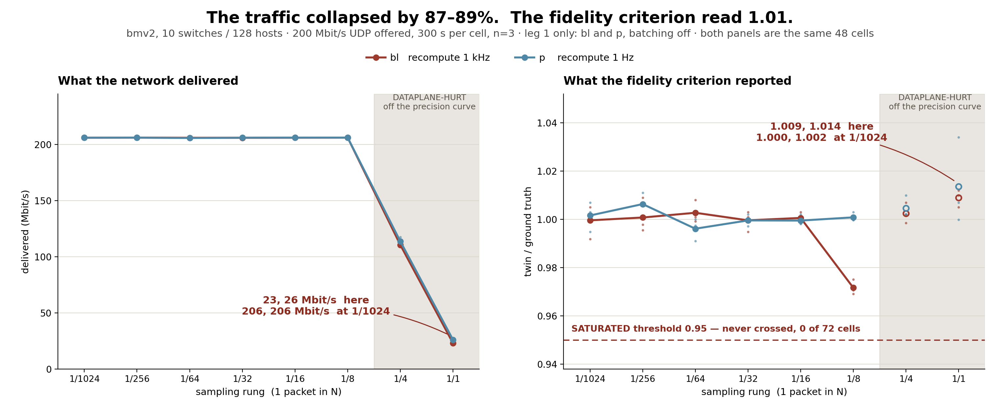 The traffic collapsed by 87–89%.  The fidelity criterion read 1.01.
bmv2, 10 switches / 128 hosts · 200 Mbit/s UDP offered, 300 s per cell, n=3 · leg 1 only: bl and p, batching off · both panels are the same 48 cells
bl   recompute 1 kHz
p    recompute 1 Hz
What the network delivered
DATAPLANE-HURT
off the precision curve
200
150
100
50
0
delivered (Mbit/s)
23, 26 Mbit/s  here
206, 206 Mbit/s  at 1/1024
1/1024 1/256 1/64 1/32 1/16 1/8 1/4 1/1
sampling rung  (1 packet in N)
What the fidelity criterion reported
DATAPLANE-HURT
off the precision curve
1.009, 1.014  here
1.000, 1.002  at 1/1024
1.04
1.02
1.00
0.98
0.96
0.94
twin / ground truth
SATURATED threshold 0.95 — never crossed, 0 of 72 cells
1/1024 1/256 1/64 1/32 1/16 1/8 1/4 1/1
sampling rung  (1 packet in N)